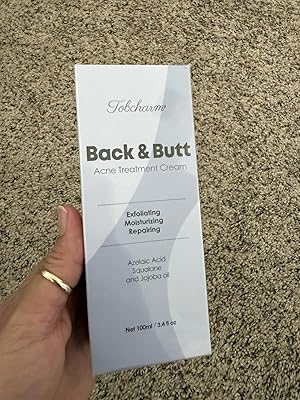 Tobcharm
Back & Butt
Acne Treatment Cream
Exfoliating
Moisturizing
Repairing
Azelaic Acid
Squalane
and Jojoba oil
Net 100ml / 3.4 fl oz